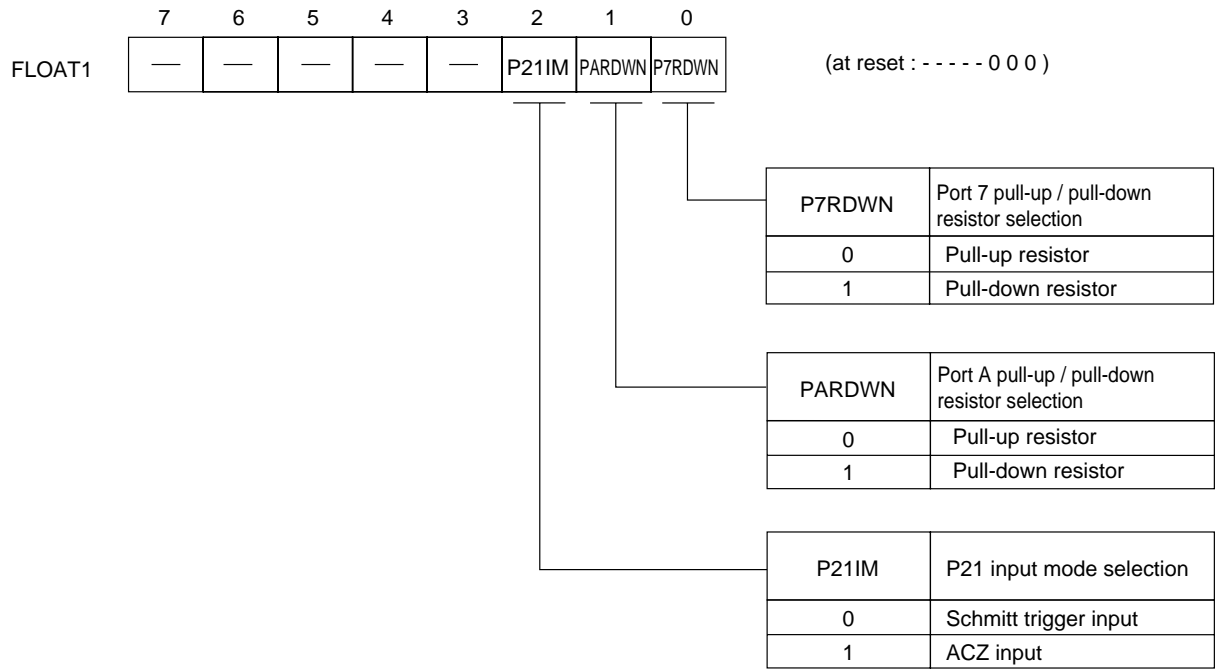 7 6 5 4 3 2 1 0
FLOAT1 — — — — — P21IM PARDWN P7RDWN (at reset : - - - - - 0 0 0 )
P7RDWN Port 7 pull-up / pull-down
resistor selection
0 Pull-up resistor
1 Pull-down resistor
PARDWN Port A pull-up / pull-down
resistor selection
0 Pull-up resistor
1 Pull-down resistor
P21IM P21 input mode selection
0 Schmitt trigger input
1 ACZ input